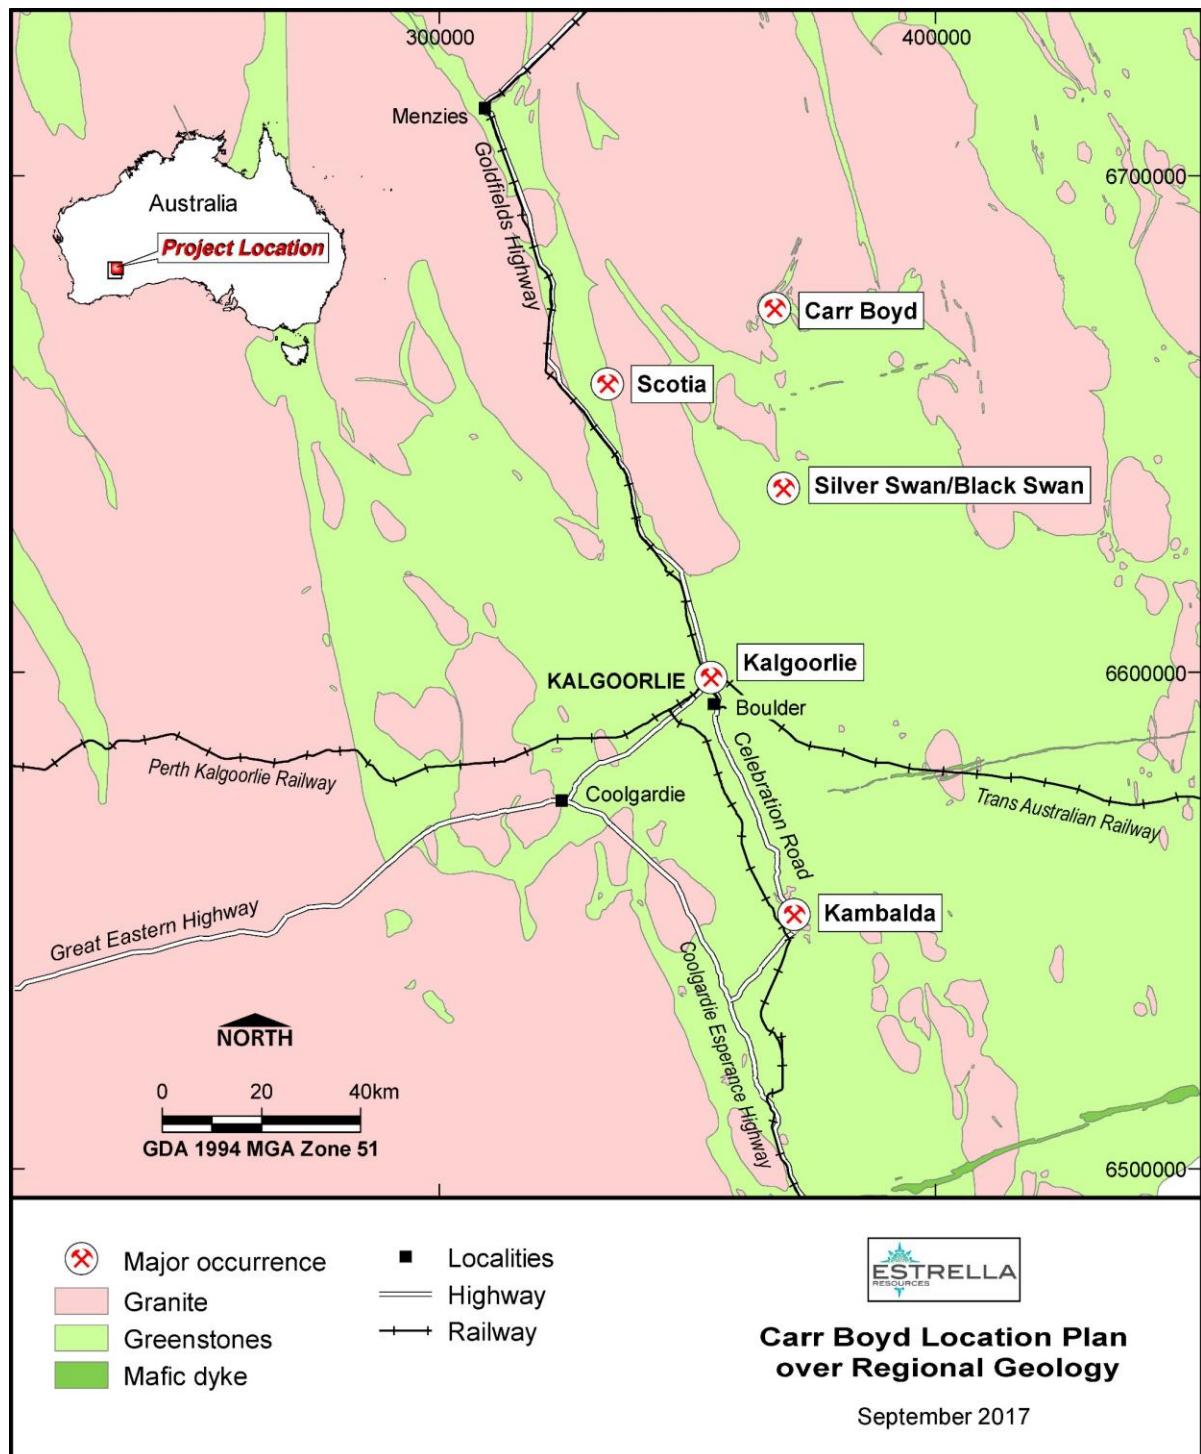 300000
400000
Menzies
Goldfields Highway
6700000
Australia
Project Location
Carr Boyd
Scotia
Silver Swan/Black Swan
Kalgoorlie
KALGOORLIE
6600000
Boulder
Perth Kalgoorlie Railway
Celebration Road
Coolgardie
Trans Australian Railway
Great Eastern Highway
Kambalda
Coolgardie Esperance Highway
NORTH
0 20 40km
GDA 1994 MGA Zone 51
6500000
Major occurrence
Granite
Greenstones
Mafic dyke
Localities
Highway
Railway
ESTRELLA
RESOURCES
Carr Boyd Location Plan
over Regional Geology
September 2017